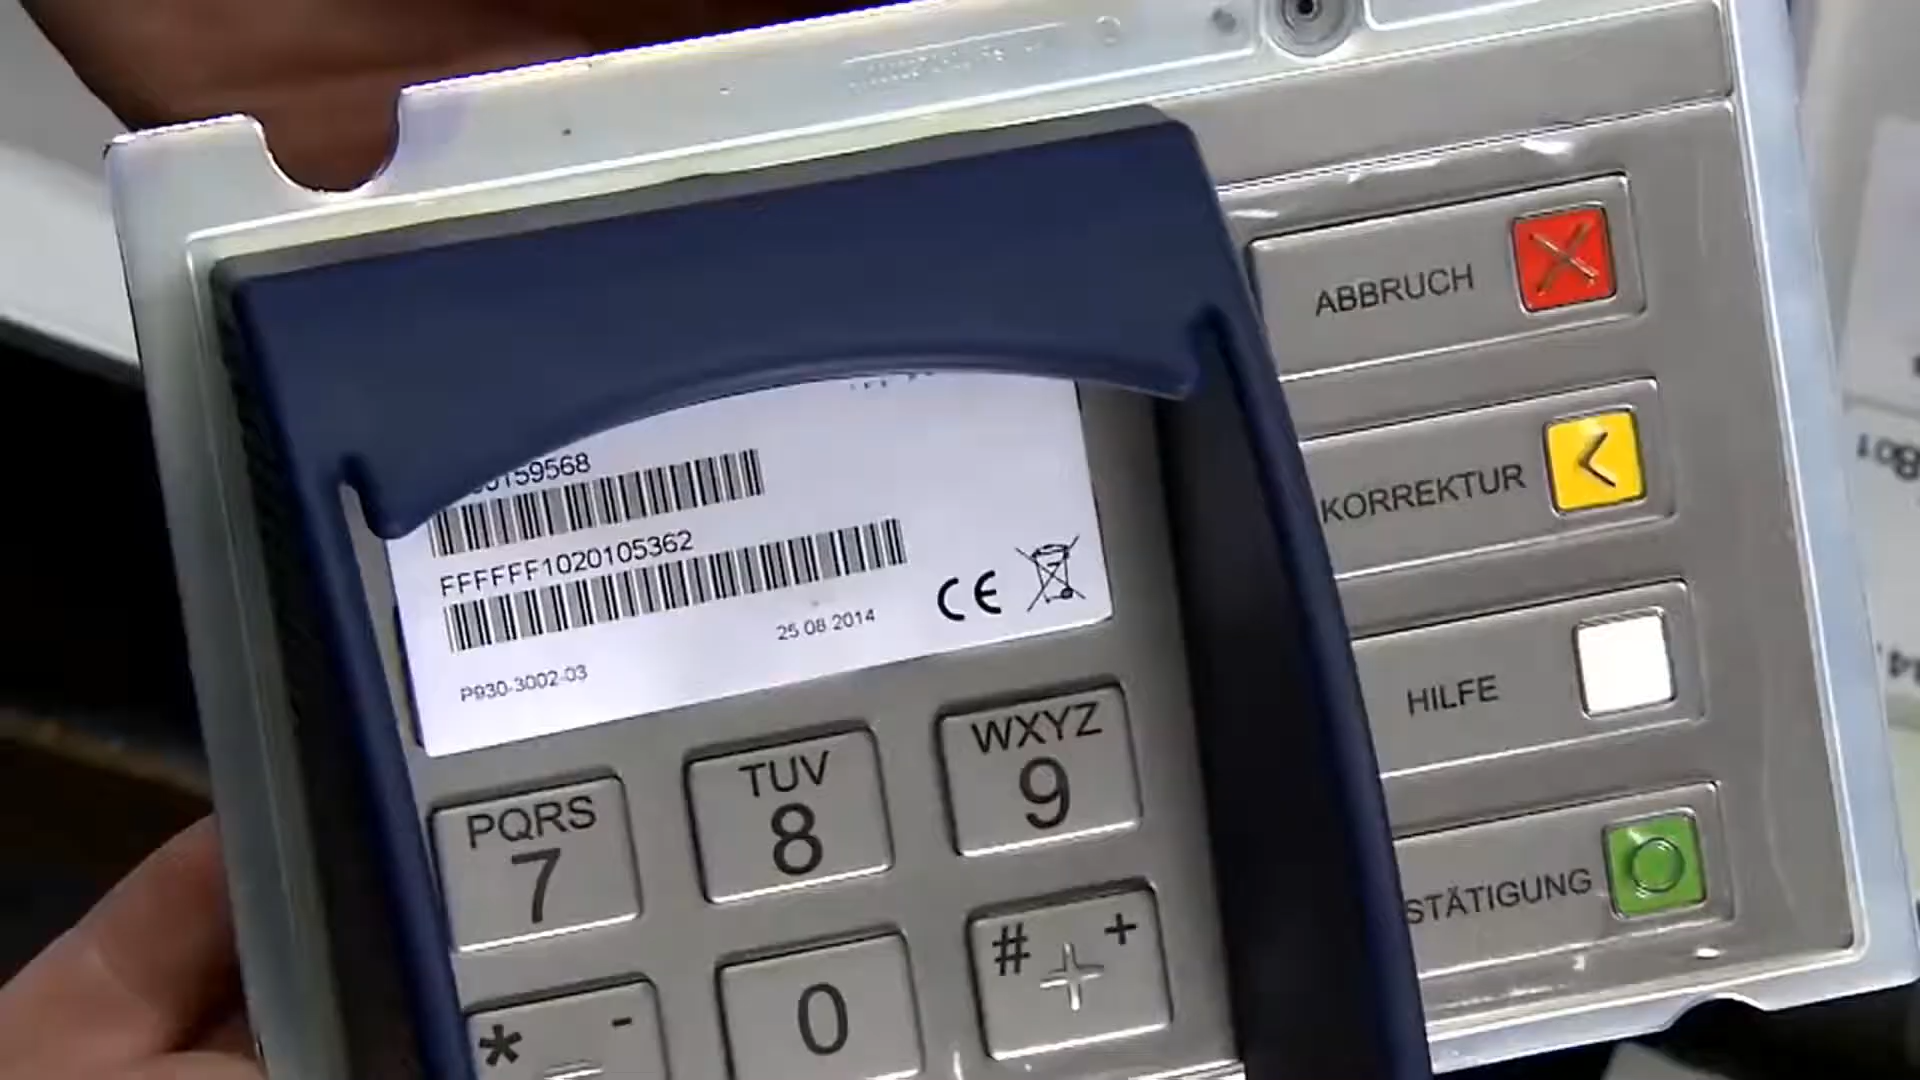 159568
FFFFFF1020105362
25 08 2014
CE
P930-3002-03
ABBRUCH
KORREKTUR
HILFE
STÄTIGUNG
WXYZ
9
TUV
8
PQRS
7
# +
0
* -